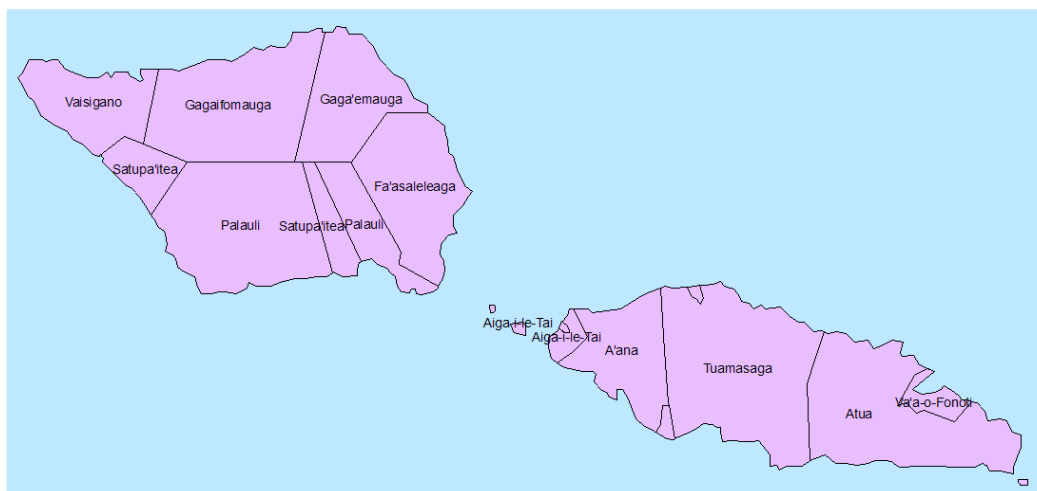 Vaisigano
Gagaifomauga
Gaga'emauga
Satupa'itea
Fa'asaleleaga
Palauli
Satupa'itea
Palauli
Aiga-i-le-Tai
Aiga-i-le-Tai
A'ana
Tuamasaga
Va'a-o-Fonoti
Atua